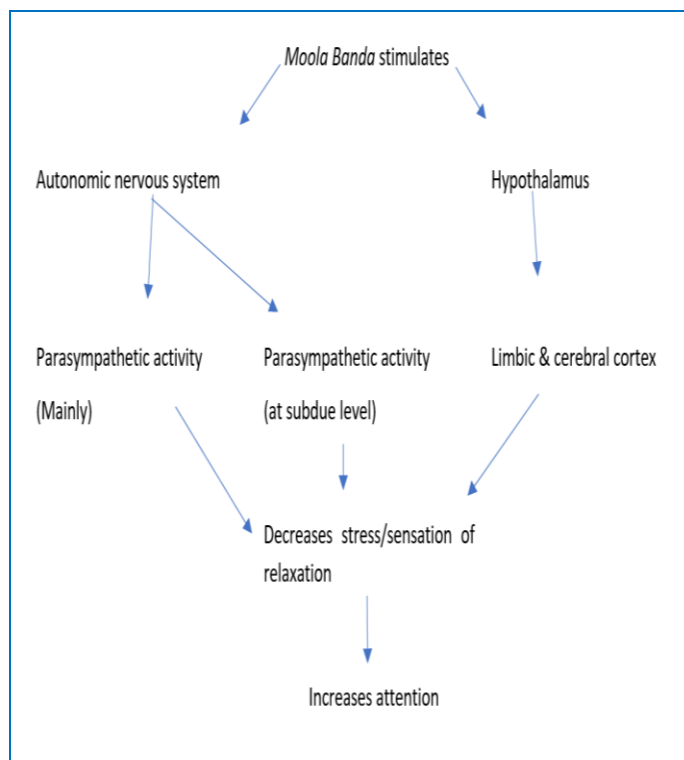 Moola Banda stimulates
Autonomic nervous system
Hypothalamus
Parasympathetic activity
(Mainly)
Parasympathetic activity
(at subdue level)
Limbic & cerebral cortex
Decreases stress/sensation of
relaxation
Increases attention